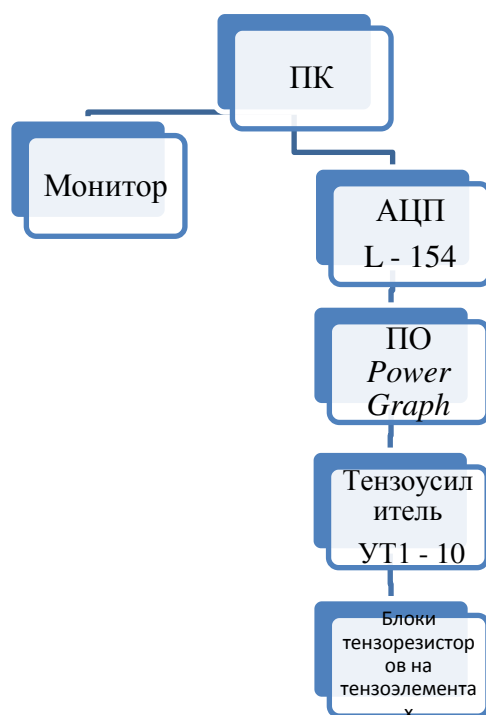 ПК
Монитор
АЦП
L - 154
ПО
Power
Graph
Тензоусил
итель
УТ1 - 10
Блоки
тензорезистор
ов на
тензоэлемента
х